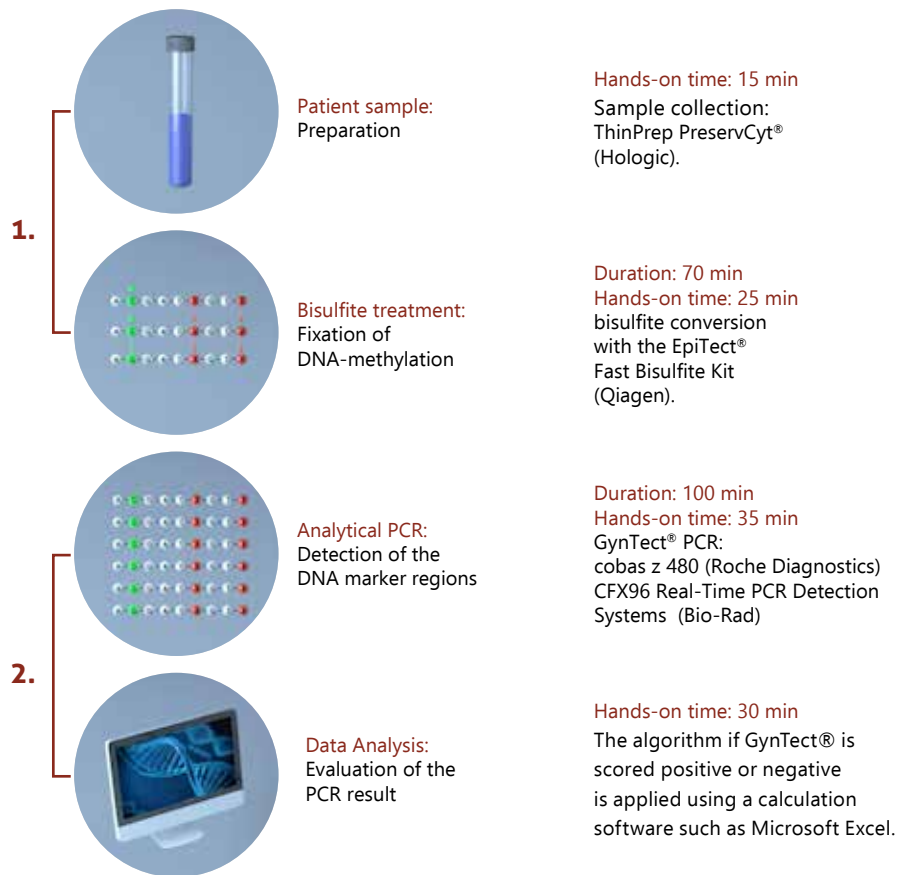 1.
Patient sample:
Preparation
Hands-on time: 15 min
Sample collection:
ThinPrep PreservCyt®
(Hologic).
Bisulfite treatment:
Fixation of
DNA-methylation
Duration: 70 min
Hands-on time: 25 min
bisulfite conversion
with the EpiTect®
Fast Bisulfite Kit
(Qiagen).
2.
Analytical PCR:
Detection of the
DNA marker regions
Duration: 100 min
Hands-on time: 35 min
GynTect® PCR:
cobas z 480 (Roche Diagnostics)
CFX96 Real-Time PCR Detection
Systems (Bio-Rad)
Data Analysis:
Evaluation of the
PCR result
Hands-on time: 30 min
The algorithm if GynTect® is
scored positive or negative
is applied using a calculation
software such as Microsoft Excel.